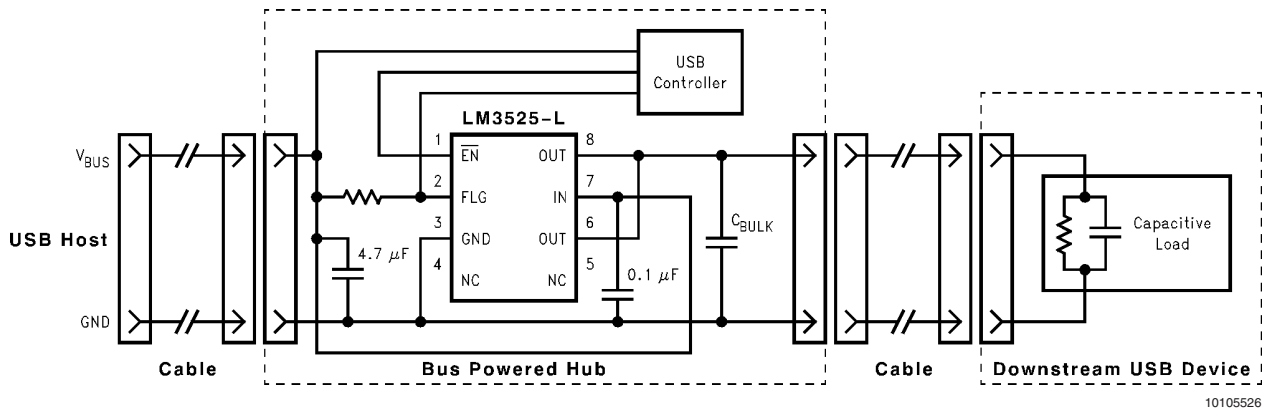 USB
Controller
LM3525-L
V_BUS
1
EN
OUT
8
2
FLG
IN
7
3
GND
OUT
6
4
NC
NC
5
USB Host
4.7 μF
0.1 μF
C_BULK
Capacitive
Load
GND
Cable
Bus Powered Hub
Cable
Downstream USB Device
10105526